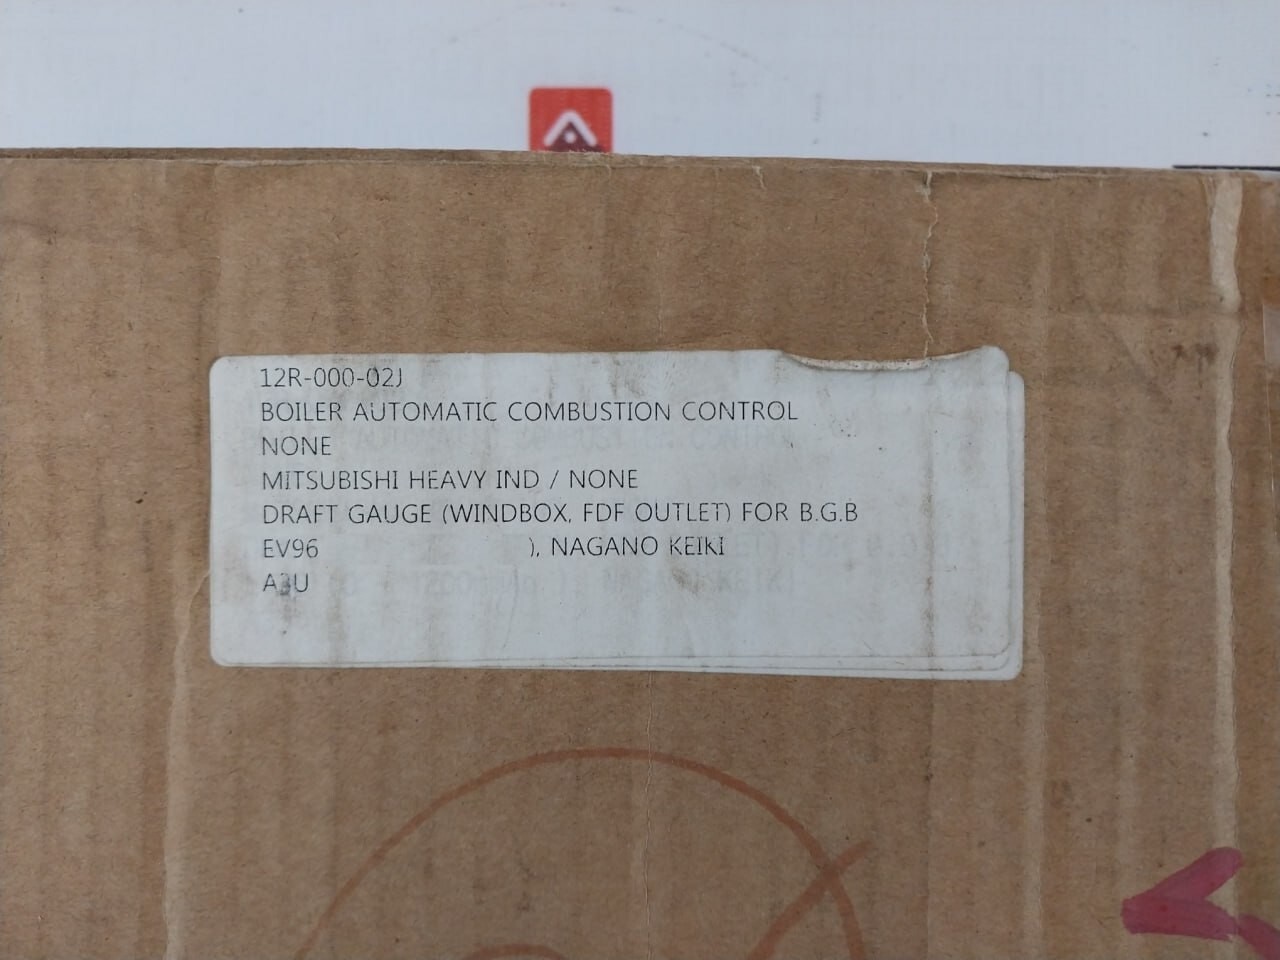 12R-000-02J
BOILER AUTOMATIC COMBUSTION CONTROL
NONE
MITSUBISHI HEAVY IND / NONE
DRAFT GAUGE (WINDBOX, FDF OUTLET) FOR B.G.B
EV96 ), NAGANO KEIKI
A3U